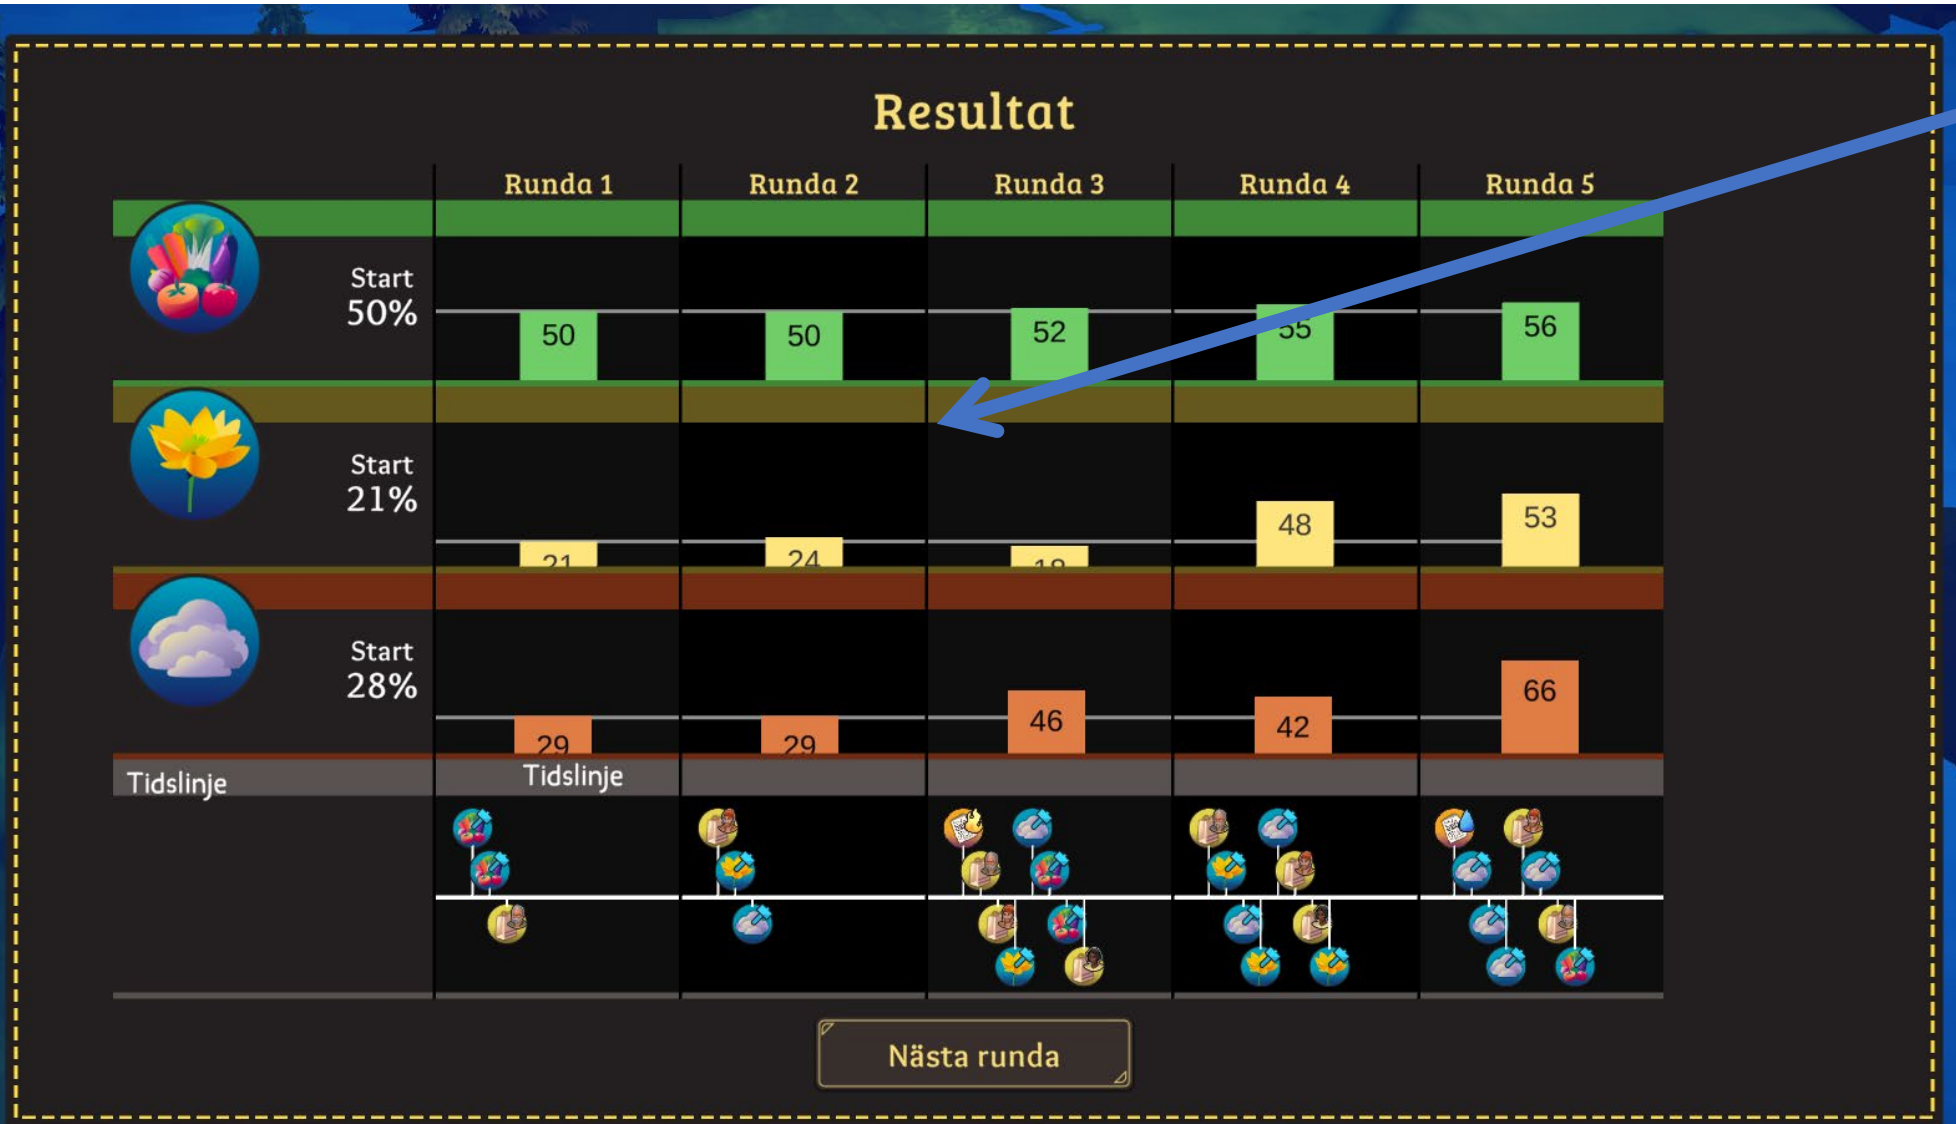 Resultat
Runda 1 Runda 2 Runda 3 Runda 4 Runda 5
Start
50%
50 50 52 55 56
Start
21%
21 24 48 53
Start
28%
29 29 46 42 66
Tidslinje Tidslinje
Nästa runda